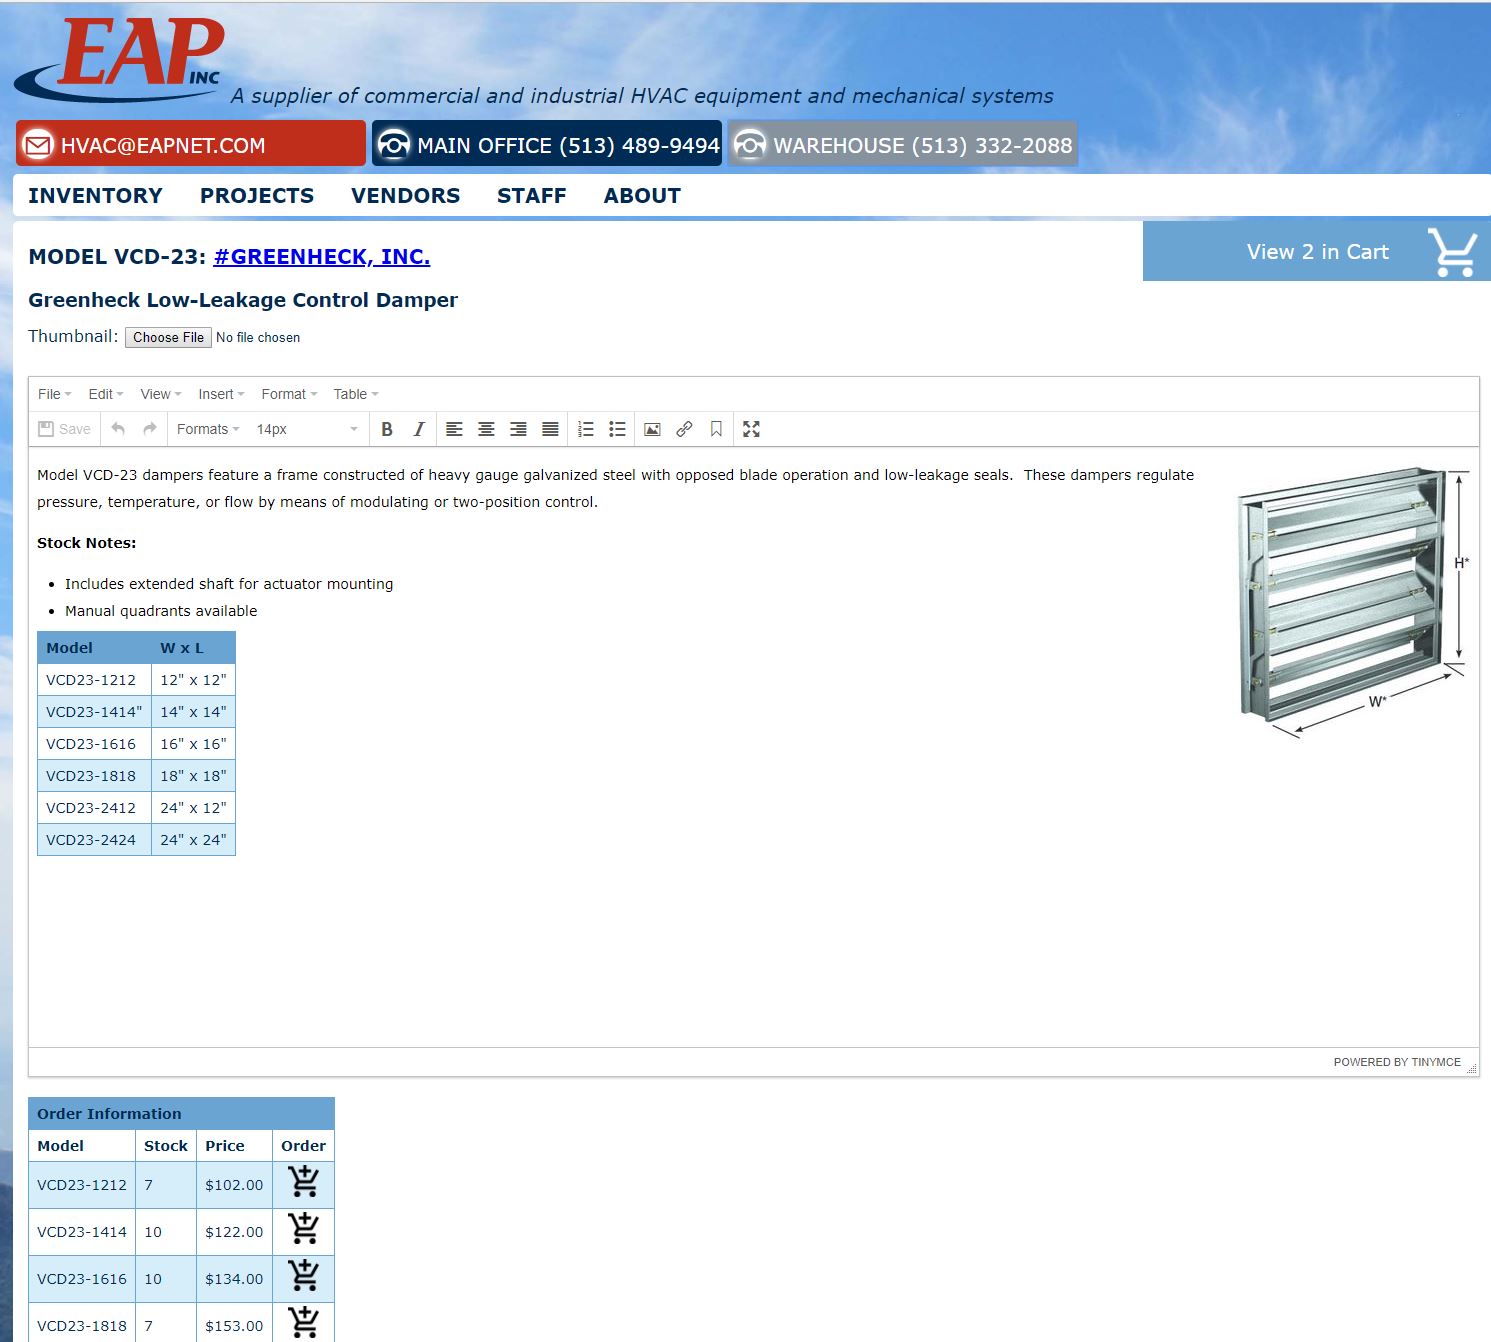 EAP INC
A supplier of commercial and industrial HVAC equipment and mechanical systems
HVAC@EAPNET.COM MAIN OFFICE (513) 489-9494 WAREHOUSE (513) 332-2088
INVENTORY PROJECTS VENDORS STAFF ABOUT
View 2 in Cart
MODEL VCD-23: #GREENHECK, INC.
Greenheck Low-Leakage Control Damper
Thumbnail: Choose File No file chosen
File Edit View Insert Format Table
Save Formats 14px B I
Model VCD-23 dampers feature a frame constructed of heavy gauge galvanized steel with opposed blade operation and low-leakage seals.  These dampers regulate
pressure, temperature, or flow by means of modulating or two-position control.
H*
W*
Stock Notes:
• Includes extended shaft for actuator mounting
• Manual quadrants available
Model W x L
VCD23-1212 12" x 12"
VCD23-1414" 14" x 14"
VCD23-1616 16" x 16"
VCD23-1818 18" x 18"
VCD23-2412 24" x 12"
VCD23-2424 24" x 24"
POWERED BY TINYMCE
Order Information
Model Stock Price Order
VCD23-1212 7 $102.00
VCD23-1414 10 $122.00
VCD23-1616 10 $134.00
VCD23-1818 7 $153.00